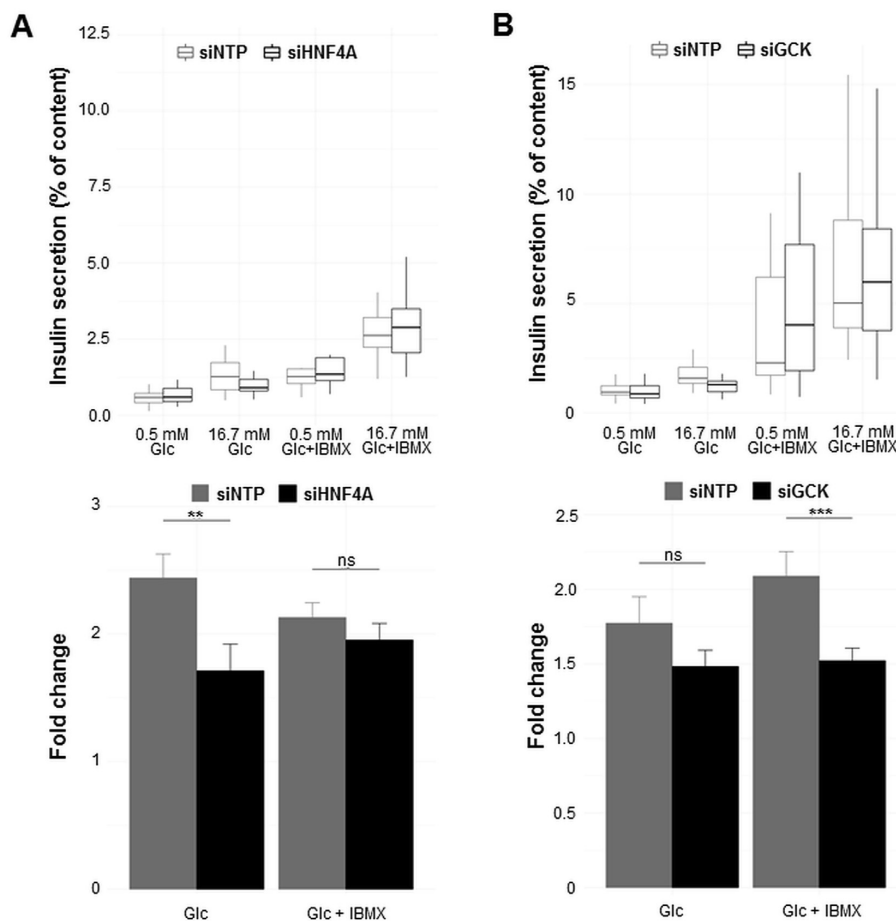 A
siNTP siHNF4A
Insulin secretion (% of content)
12.5
10.0
7.5
5.0
2.5
0.0
0.5 mM 16.7 mM 0.5 mM 16.7 mM
Glc Glc Glc+IBMX Glc+IBMX
siNTP siHNF4A
Fold change
3
2
1
0
**
ns
Glc Glc + IBMX
B
siNTP siGCK
Insulin secretion (% of content)
15
10
5
0
0.5 mM 16.7 mM 0.5 mM 16.7 mM
Glc Glc Glc+IBMX Glc+IBMX
siNTP siGCK
Fold change
2.5
2.0
1.5
1.0
0.5
0
ns
***
Glc Glc + IBMX